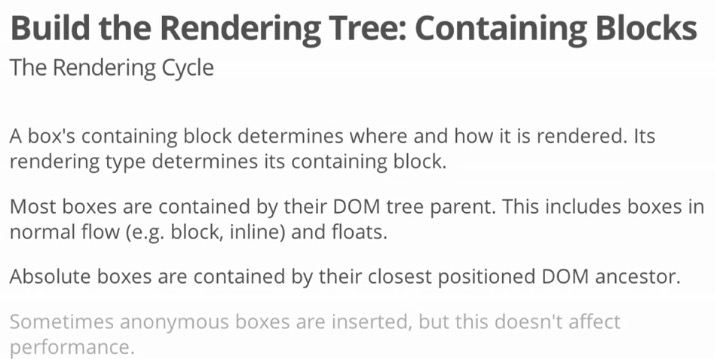 Build the Rendering Tree: Containing Blocks
The Rendering Cycle
A box's containing block determines where and how it is rendered. Its
rendering type determines its containing block.
Most boxes are contained by their DOM tree parent. This includes boxes in
normal flow (e.g. block, inline) and floats.
Absolute boxes are contained by their closest positioned DOM ancestor.
Sometimes anonymous boxes are inserted, but this doesn't affect
performance.